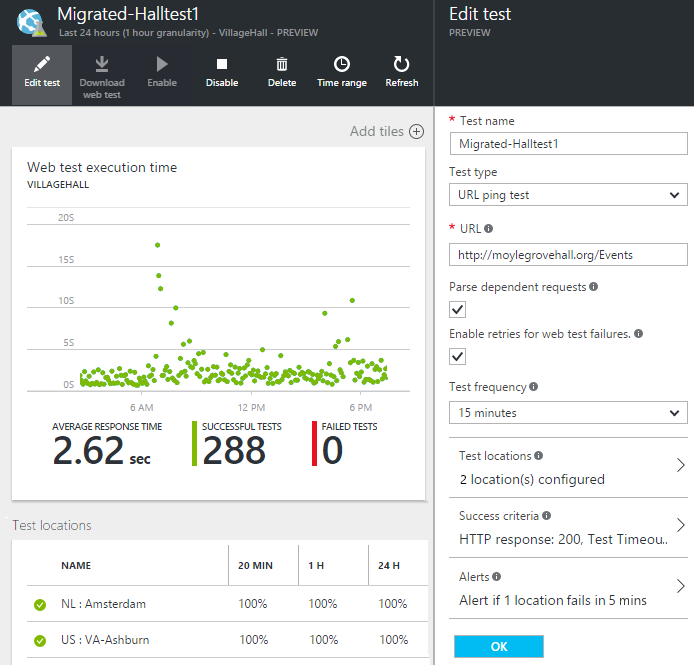 Migrated-Halltest1
Last 24 hours (1 hour granularity) - VillageHall - PREVIEW
Edit test
Download web test
Enable
Disable
Delete
Time range
Refresh
Add tiles
Web test execution time
VILLAGEHALL
20S
15S
10S
5S
0S
6 AM
12 PM
6 PM
AVERAGE RESPONSE TIME
2.62 sec
SUCCESSFUL TESTS
288
FAILED TESTS
0
Test locations
NAME 20 MIN 1 H 24 H
NL : Amsterdam 100% 100% 100%
US : VA-Ashburn 100% 100% 100%
Edit test
PREVIEW
* Test name
Migrated-Halltest1
Test type
URL ping test
* URL
http://moylegrovehall.org/Events
Parse dependent requests
Enable retries for web test failures.
Test frequency
15 minutes
Test locations
2 location(s) configured
Success criteria
HTTP response: 200, Test Timeou..
Alerts
Alert if 1 location fails in 5 mins
OK